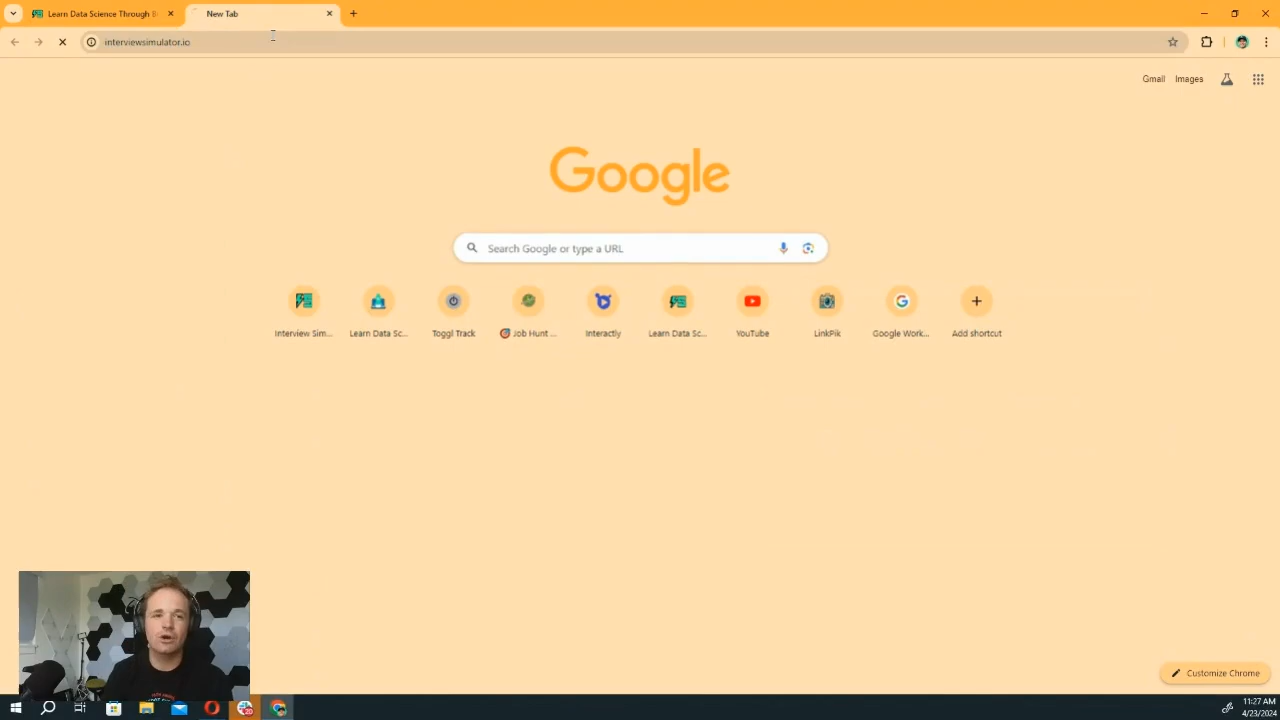 Learn Data Science Through B
New Tab
interviewsimulator.io
Gmail
Images
Google
Search Google or type a URL
Interview Sim...
Learn Data Sc...
Toggl Track
Job Hunt ...
Interactly
Learn Data Sc...
YouTube
LinkPik
Google Work...
Add shortcut
Customize Chrome
11:27 AM
4/23/2024